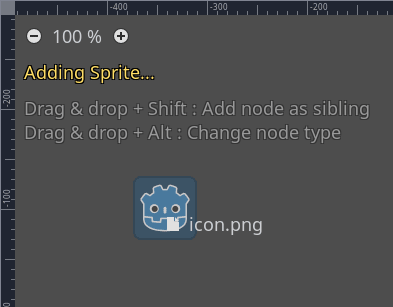 -400 -300 -200
100 %
Adding Sprite...
-200
Drag & drop + Shift : Add node as sibling
Drag & drop + Alt : Change node type
-100
icon.png
0